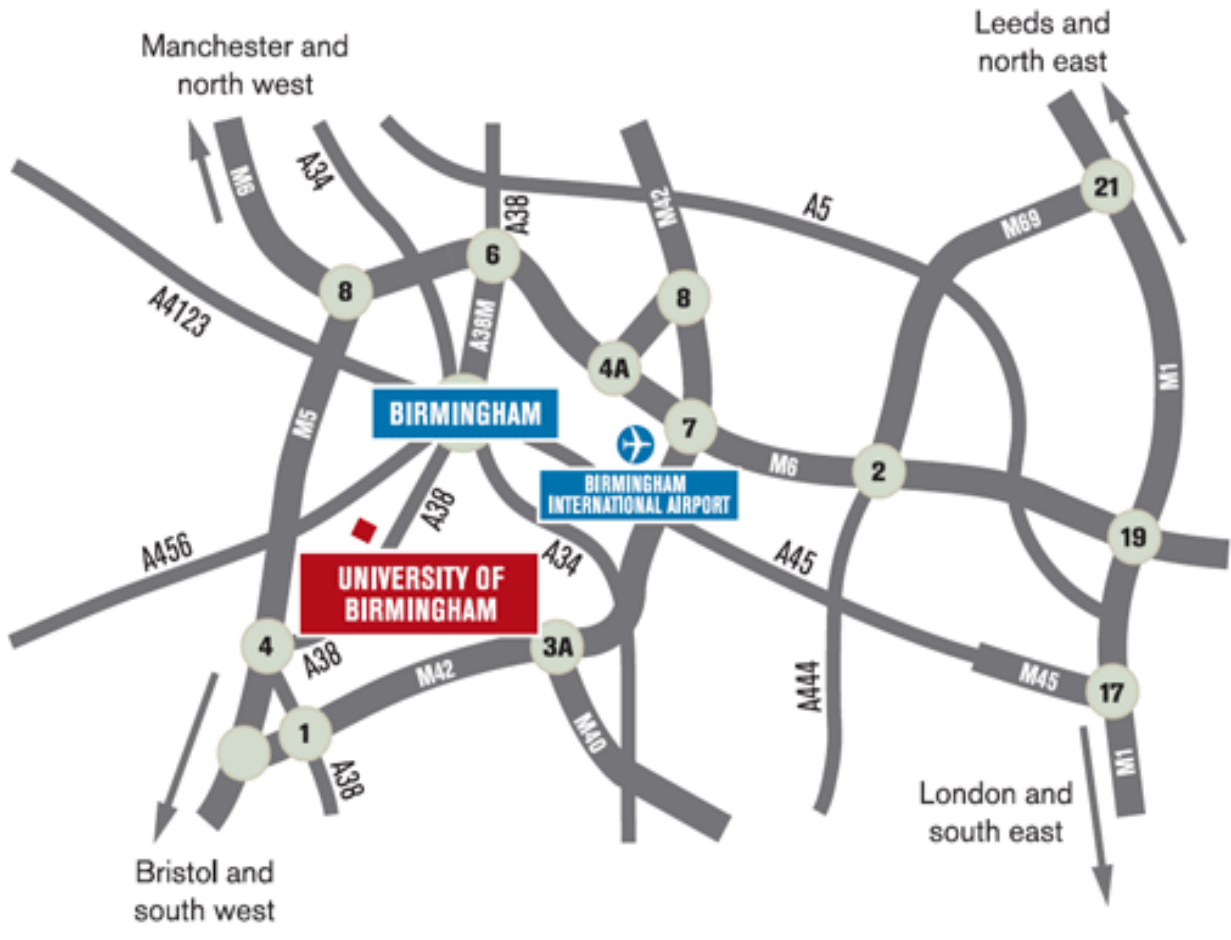 Manchester and
north west
Leeds and
north east
M6
A34
A38
M42
A5
M69
21
6
8
8
A4123
A38M
4A
M1
M5
BIRMINGHAM
7
M6
2
BIRMINGHAM
INTERNATIONAL AIRPORT
A38
A456
A34
A45
19
UNIVERSITY OF
BIRMINGHAM
4
A38
M42
3A
A444
M45
17
1
A38
M40
M1
London and
south east
Bristol and
south west